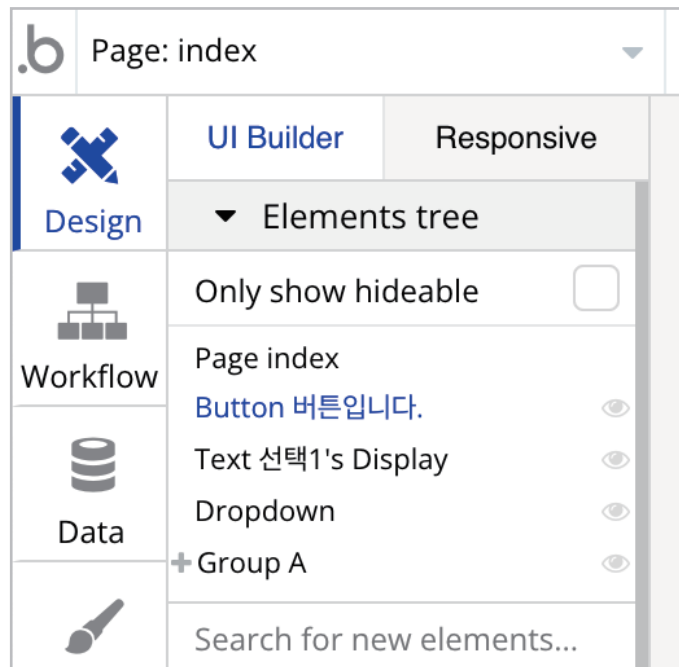 .b
Page: index
UI Builder
Responsive
Design
Elements tree
Only show hideable
Workflow
Page index
Button 버튼입니다.
Text 선택1's Display
Data
Dropdown
Group A
Search for new elements...